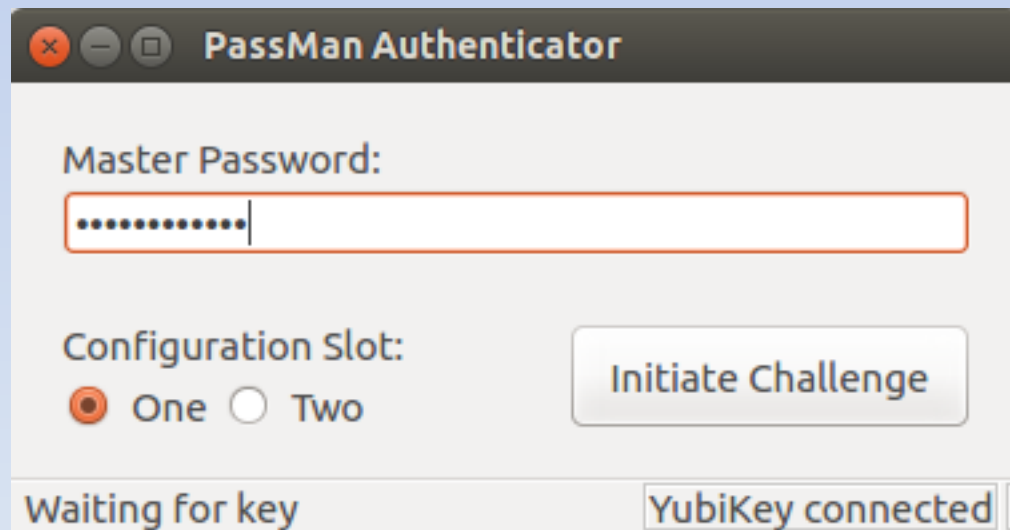 PassMan Authenticator
Master Password:
••••••••••••
Configuration Slot:
One Two
Initiate Challenge
Waiting for key
YubiKey connected